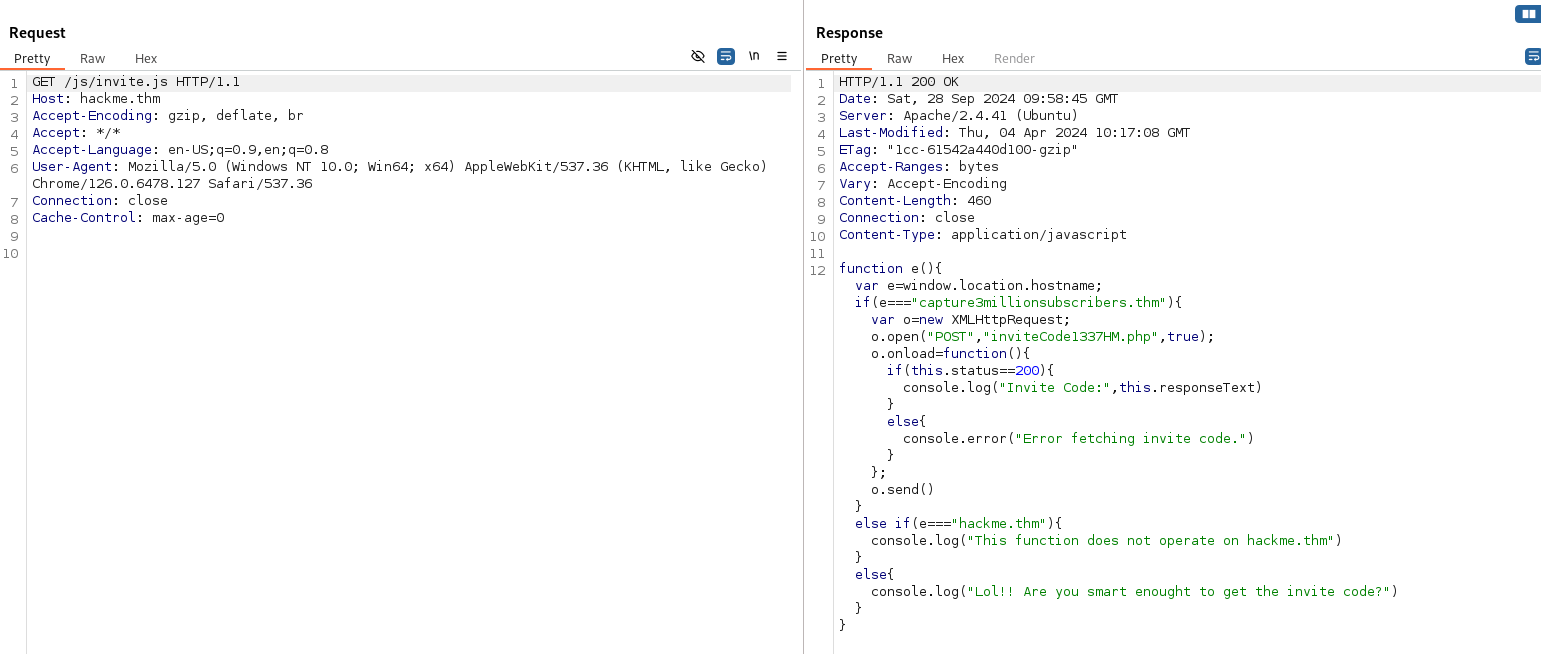 Request
Pretty Raw Hex \n
1 GET /js/invite.js HTTP/1.1
2 Host: hackme.thm
3 Accept-Encoding: gzip, deflate, br
4 Accept: */*
5 Accept-Language: en-US;q=0.9,en;q=0.8
6 User-Agent: Mozilla/5.0 (Windows NT 10.0; Win64; x64) AppleWebKit/537.36 (KHTML, like Gecko)
Chrome/126.0.6478.127 Safari/537.36
7 Connection: close
8 Cache-Control: max-age=0
9
10
Response
Pretty Raw Hex Render
1 HTTP/1.1 200 OK
2 Date: Sat, 28 Sep 2024 09:58:45 GMT
3 Server: Apache/2.4.41 (Ubuntu)
4 Last-Modified: Thu, 04 Apr 2024 10:17:08 GMT
5 ETag: "1cc-61542a440d100-gzip"
6 Accept-Ranges: bytes
7 Vary: Accept-Encoding
8 Content-Length: 460
9 Connection: close
10 Content-Type: application/javascript
11
12 function e(){
var e=window.location.hostname;
if(e==="capture3millionsubscribers.thm"){
var o=new XMLHttpRequest;
o.open("POST","inviteCode1337HM.php",true);
o.onload=function(){
if(this.status==200){
console.log("Invite Code:",this.responseText)
}
else{
console.error("Error fetching invite code.")
}
};
o.send()
}
else if(e==="hackme.thm"){
console.log("This function does not operate on hackme.thm")
}
else{
console.log("Lol!! Are you smart enought to get the invite code?")
}
}